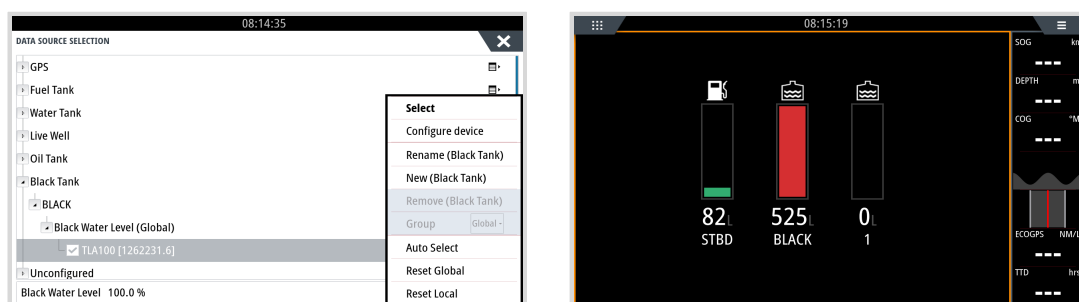 08:14:35
DATA SOURCE SELECTION
GPS
Fuel Tank
Water Tank
Live Well
Oil Tank
Black Tank
BLACK
Black Water Level (Global)
TLA100 [1262231.6]
Unconfigured
Black Water Level 100.0 %
Select
Configure device
Rename (Black Tank)
New (Black Tank)
Remove (Black Tank)
Group Global -
Auto Select
Reset Global
Reset Local
08:15:19
82L 525L 0L
STBD BLACK 1
SOG kn
---
DEPTH m
---
COG °M
---
ECOGPS NM/L
---
TTD hrs
---